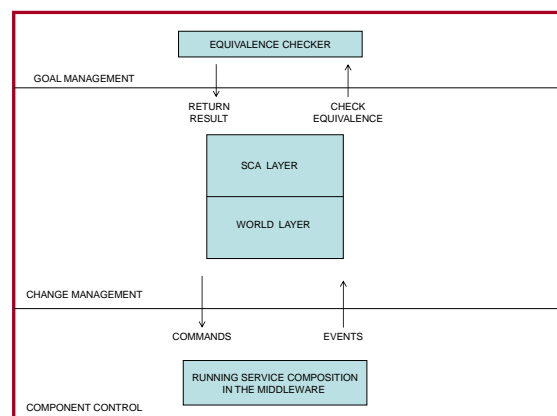 EQUIVALENCE CHECKER
GOAL MANAGEMENT
RETURN
RESULT
CHECK
EQUIVALENCE
SCA LAYER
WORLD LAYER
CHANGE MANAGEMENT
COMMANDS
EVENTS
RUNNING SERVICE COMPOSITION
IN THE MIDDLEWARE
COMPONENT CONTROL